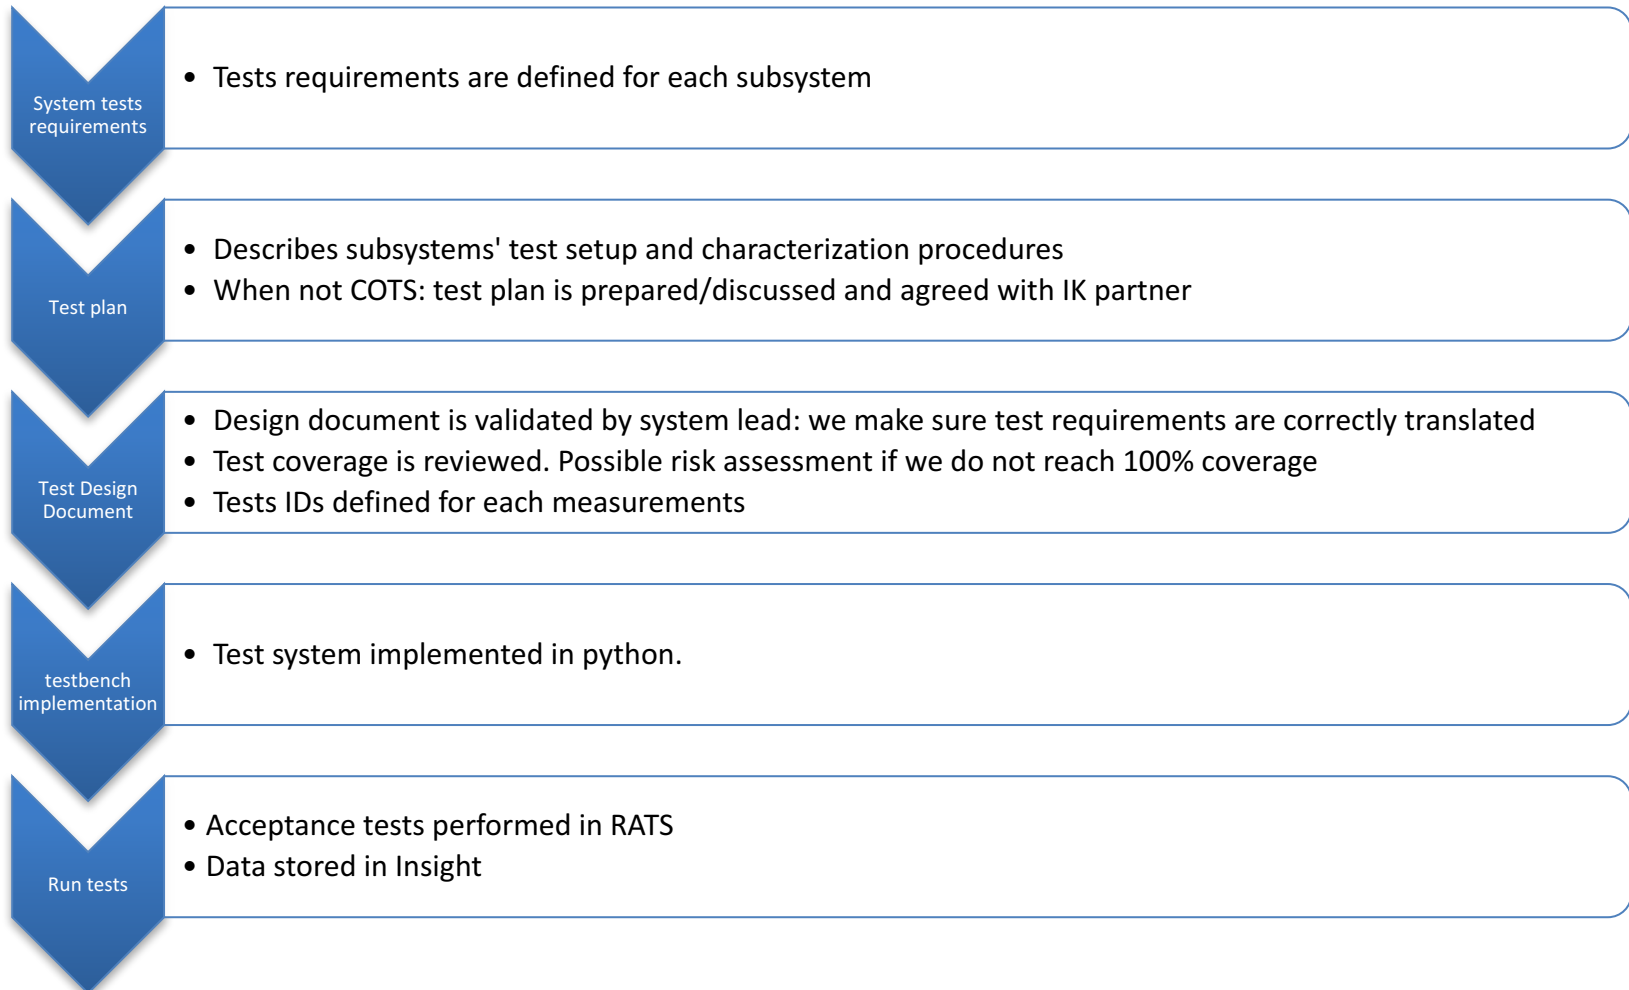 System tests
requirements
• Tests requirements are defined for each subsystem
Test plan
• Describes subsystems' test setup and characterization procedures
• When not COTS: test plan is prepared/discussed and agreed with IK partner
Test Design
Document
• Design document is validated by system lead: we make sure test requirements are correctly translated
• Test coverage is reviewed. Possible risk assessment if we do not reach 100% coverage
• Tests IDs defined for each measurements
testbench
implementation
• Test system implemented in python.
Run tests
• Acceptance tests performed in RATS
• Data stored in Insight